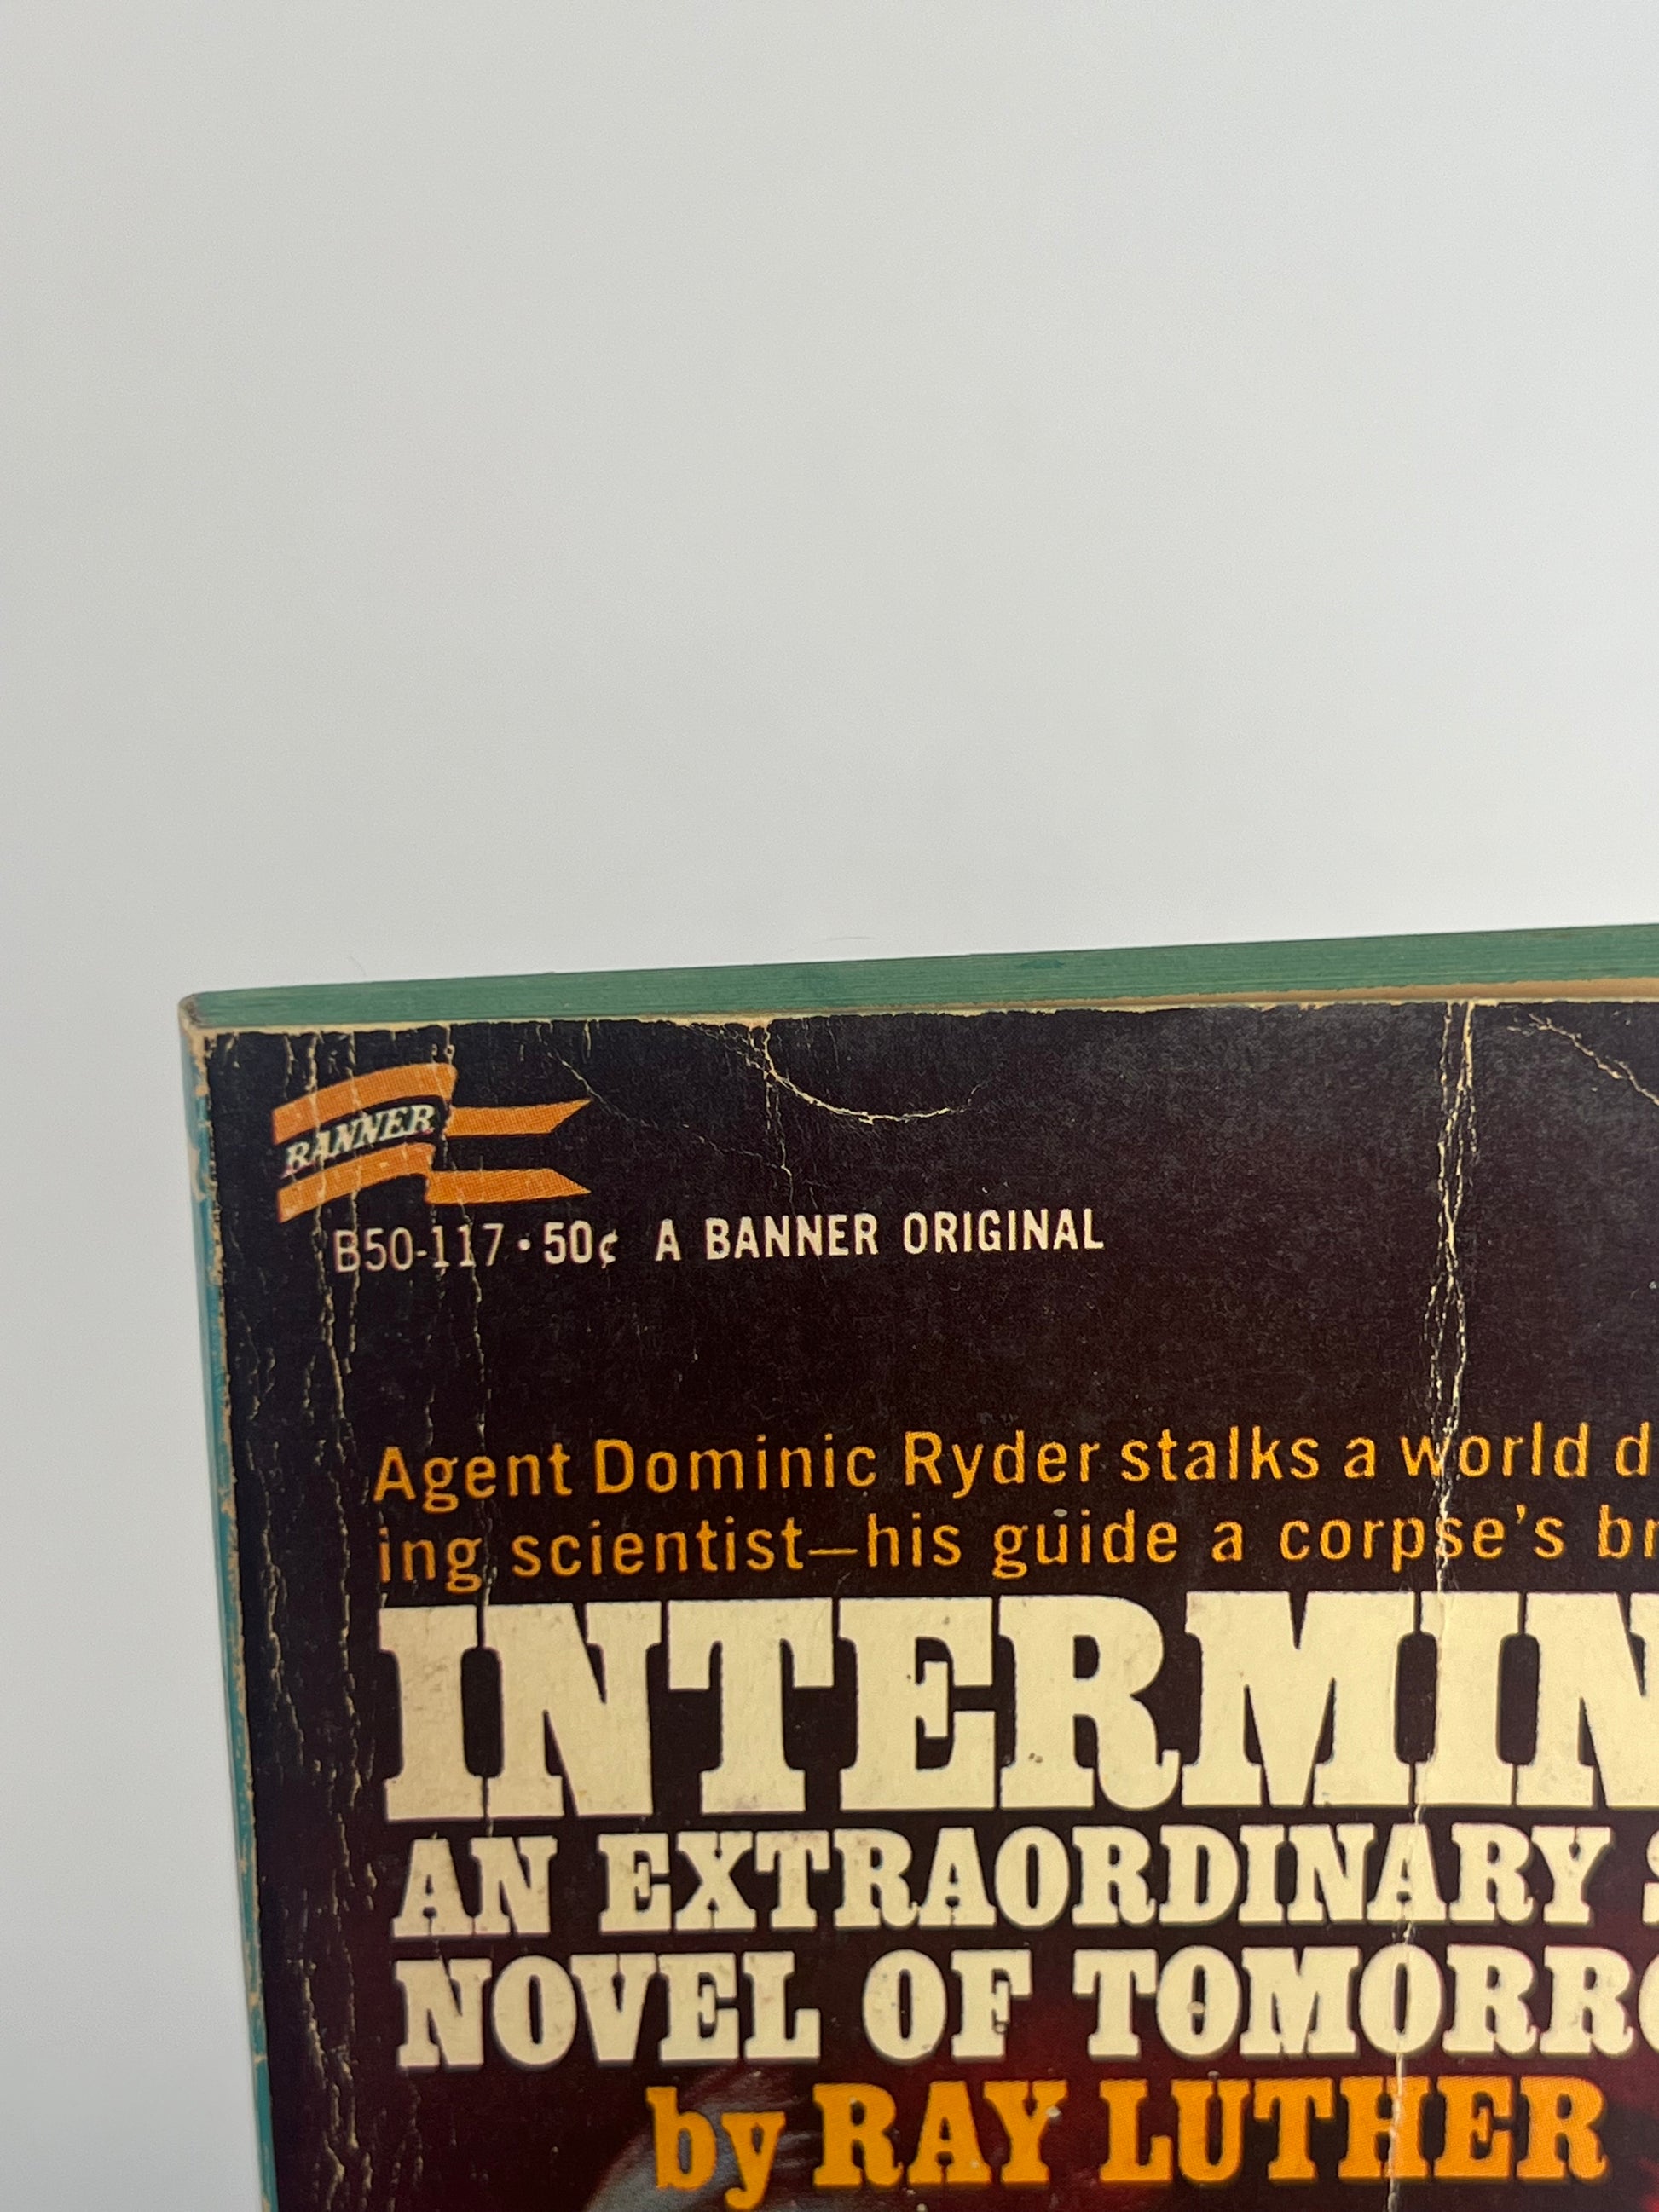 BANNER
B50-117 • 50¢ A BANNER ORIGINAL
Agent Dominic Ryder stalks a world d
ing scientist—his guide a corpse's br
INTERMIN
AN EXTRAORDINARY
NOVEL OF TOMORRO
by RAY LUTHER